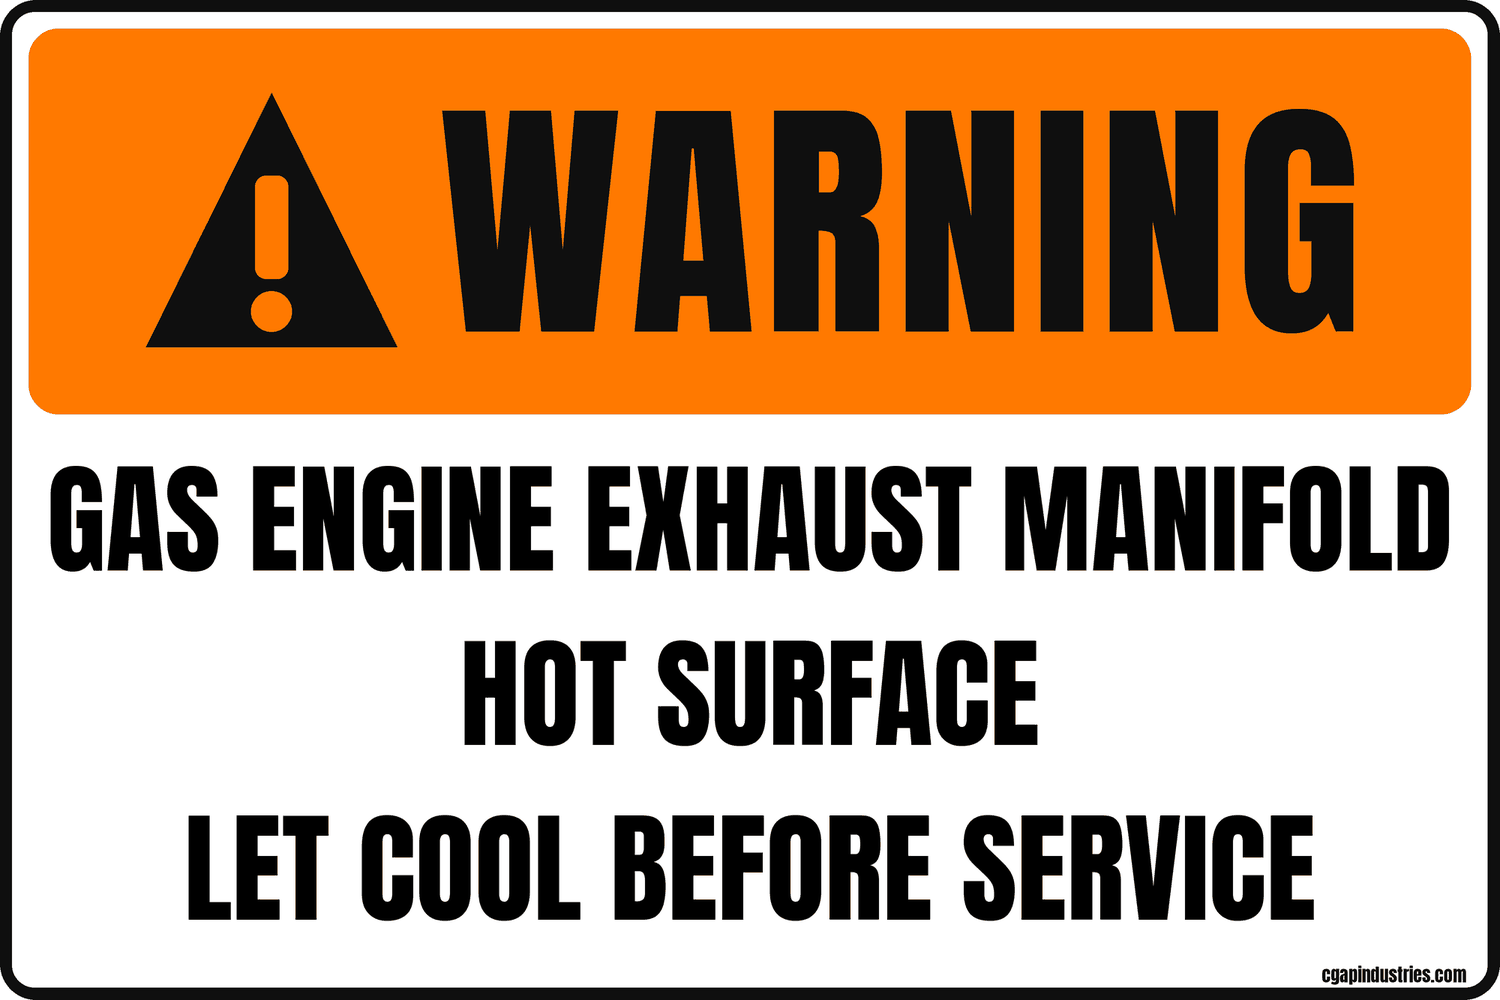 WARNING
GAS ENGINE EXHAUST MANIFOLD
HOT SURFACE
LET COOL BEFORE SERVICE
cgapindustries.com